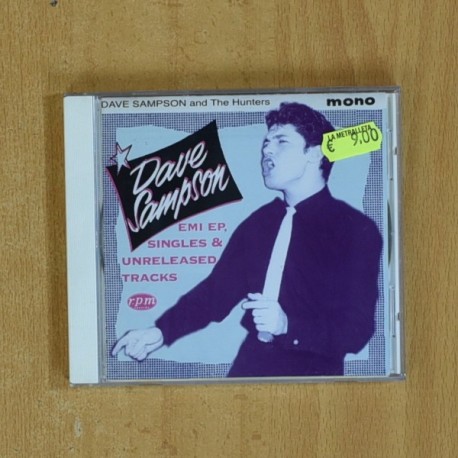 DAVE SAMPSON and The Hunters
mono
LA METRALLETA
€ 9,00
Dave
Sampson
EMI EP,
SINGLES &
UNRELEASED
TRACKS
rpm